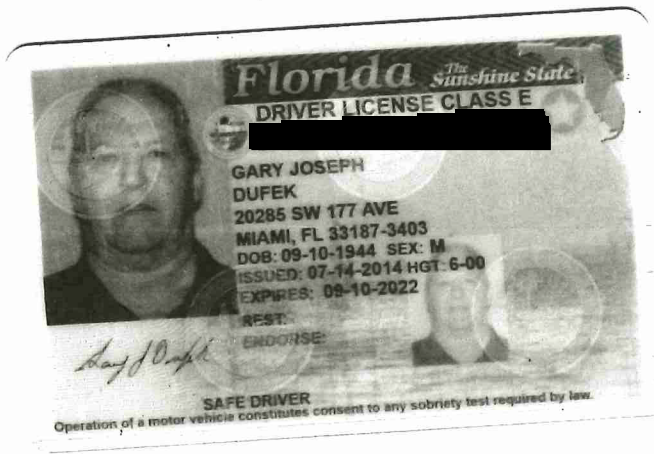 Florida The Sunshine State
DRIVER LICENSE CLASS E
GARY JOSEPH
DUFEK
20285 SW 177 AVE
MIAMI, FL 33187-3403
DOB: 09-10-1944 SEX: M
ISSUED: 07-14-2014 HGT: 6-00
EXPIRES: 09-10-2022
REST:
ENDORSE:
SAFE DRIVER
Operation of a motor vehicle constitutes consent to any sobriety test required by law.